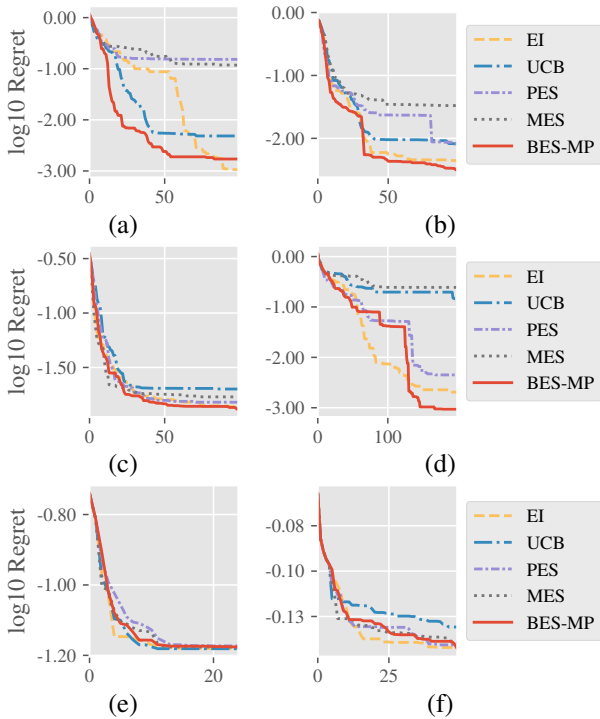 0.00
-1.00
-2.00
-3.00
log10 Regret
0
50
(a)
0.00
-1.00
-2.00
0
50
(b)
EI
UCB
PES
MES
BES-MP
-0.50
-1.00
-1.50
log10 Regret
0
50
(c)
0.00
-1.00
-2.00
-3.00
0
100
(d)
EI
UCB
PES
MES
BES-MP
-0.80
-1.00
-1.20
log10 Regret
0
20
(e)
-0.08
-0.10
-0.13
0
25
(f)
EI
UCB
PES
MES
BES-MP